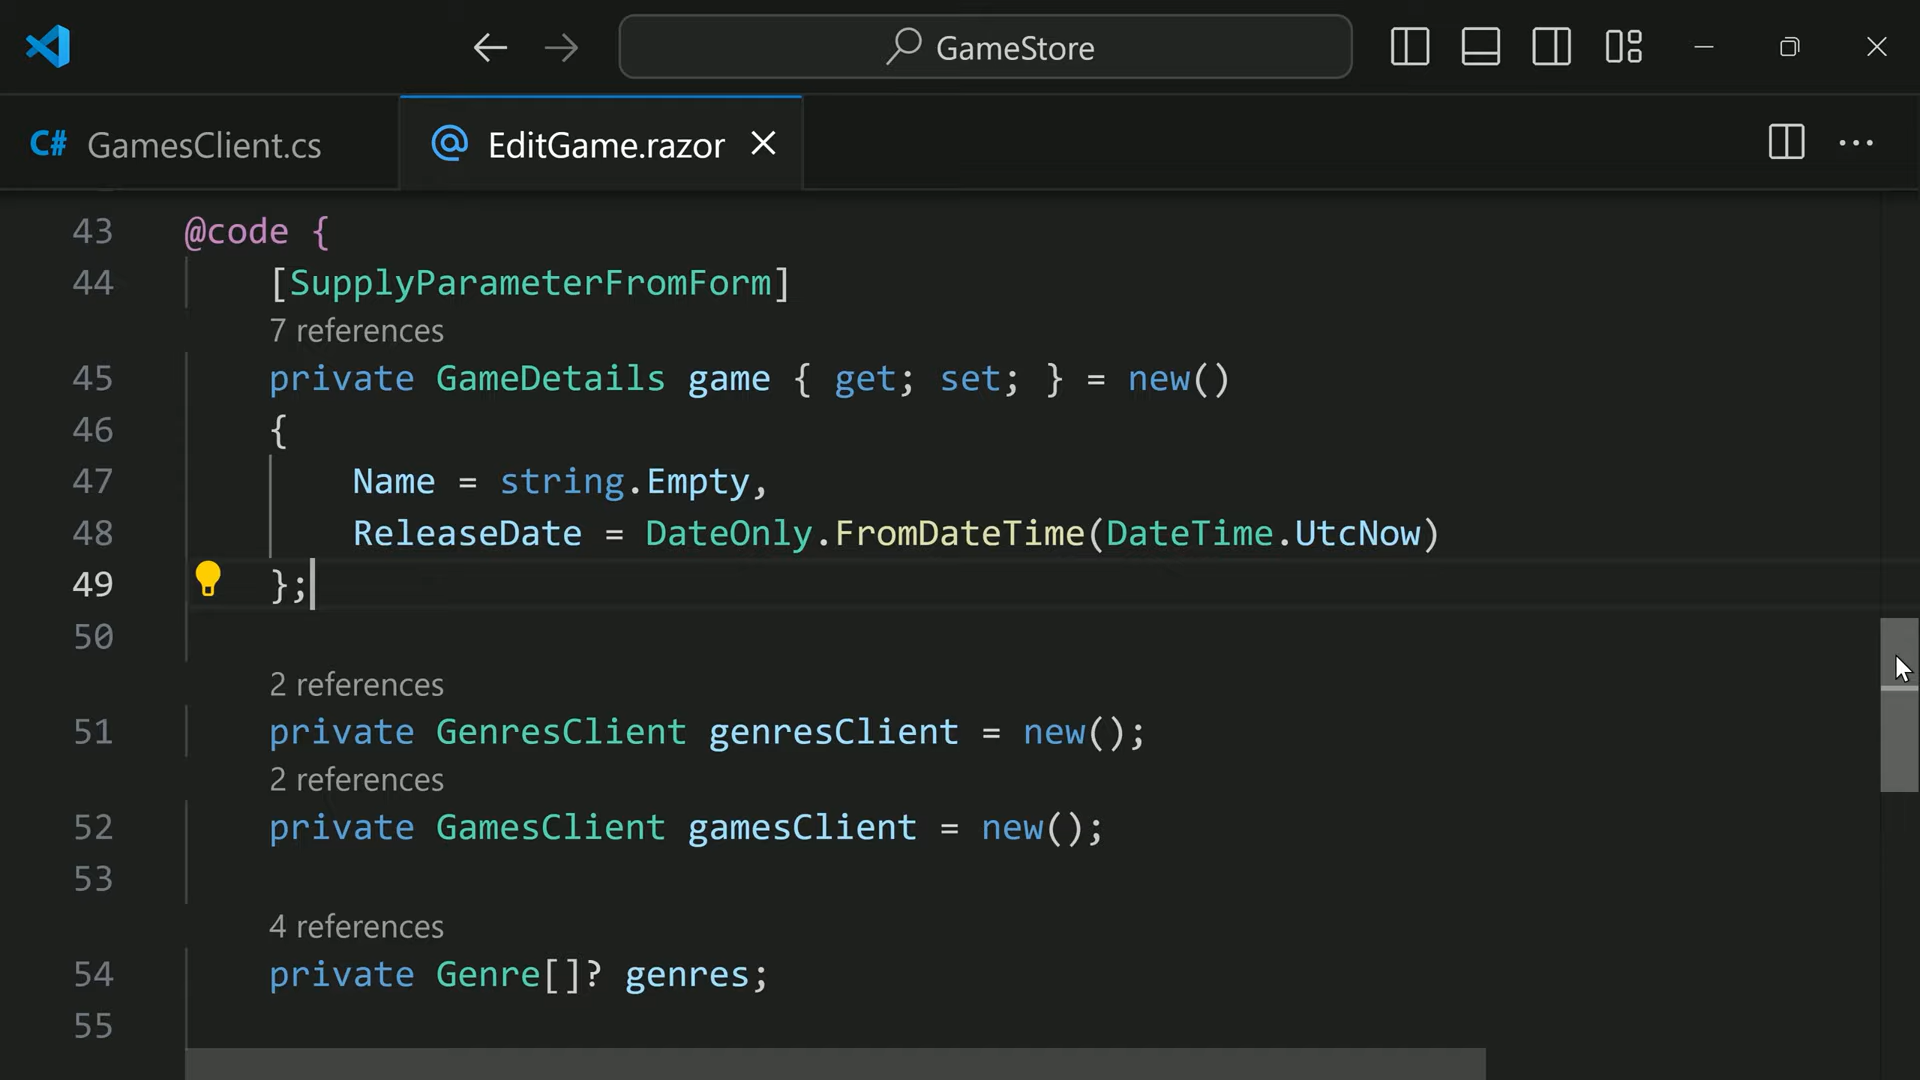 GameStore
C# GamesClient.cs
@ EditGame.razor
43 @code {
44 [SupplyParameterFromForm]
7 references
45 private GameDetails game { get; set; } = new()
46 {
47 Name = string.Empty,
48 ReleaseDate = DateOnly.FromDateTime(DateTime.UtcNow)
49 };
50
2 references
51 private GenresClient genresClient = new();
2 references
52 private GamesClient gamesClient = new();
53
4 references
54 private Genre[]? genres;
55